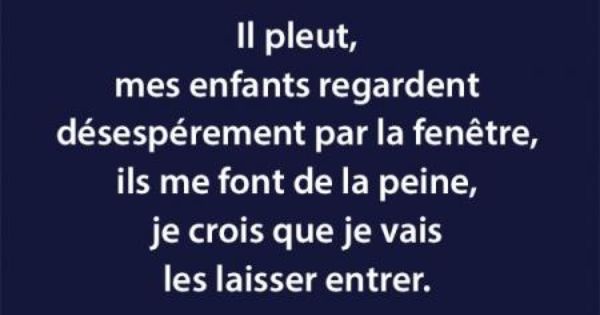 Il pleut,
mes enfants regardent
désespérement par la fenêtre,
ils me font de la peine,
je crois que je vais
les laisser entrer.